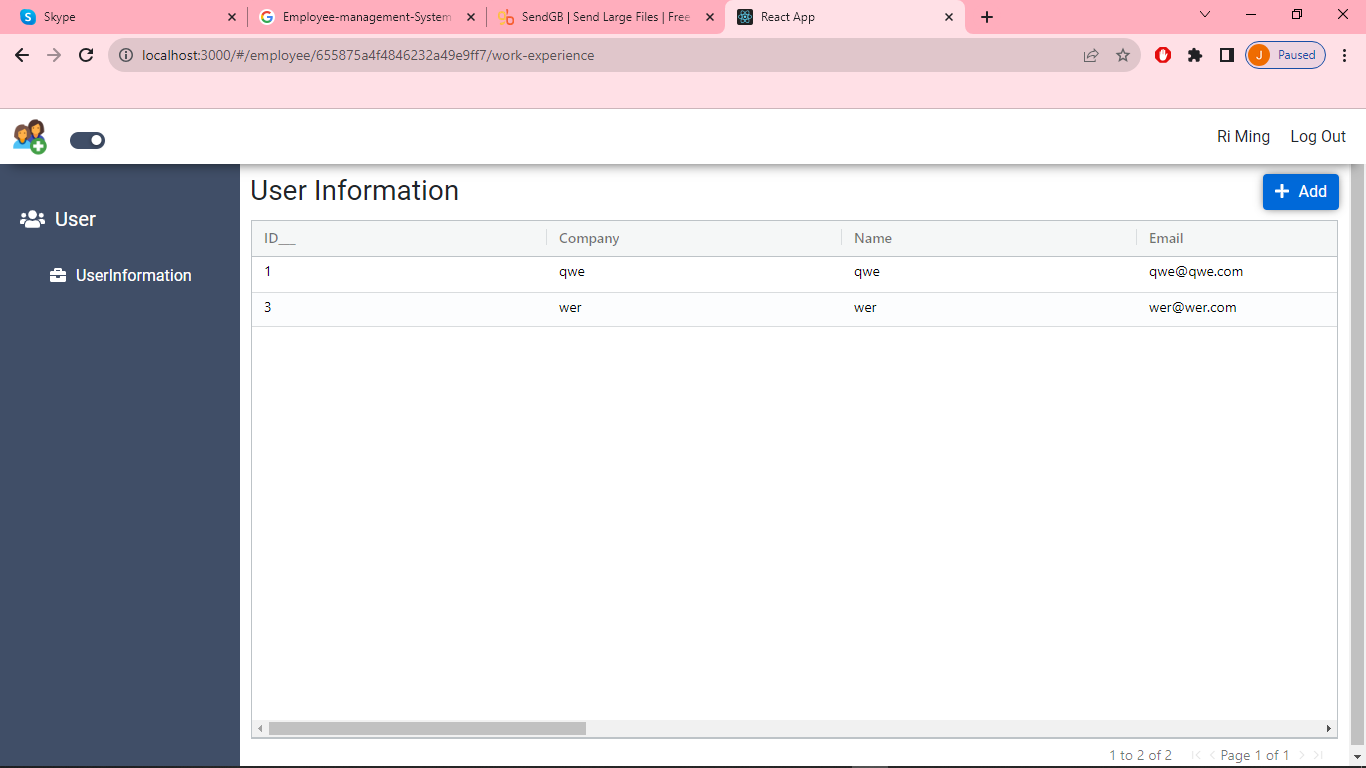 Skype
Employee-management-System
SendGB | Send Large Files | Free
React App
localhost:3000/#/employee/655875a4f4846232a49e9ff7/work-experience
J Paused
Ri Ming Log Out
User
UserInformation
User Information
Add
ID__ Company Name Email
1 qwe qwe qwe@qwe.com
3 wer wer wer@wer.com
1 to 2 of 2 Page 1 of 1